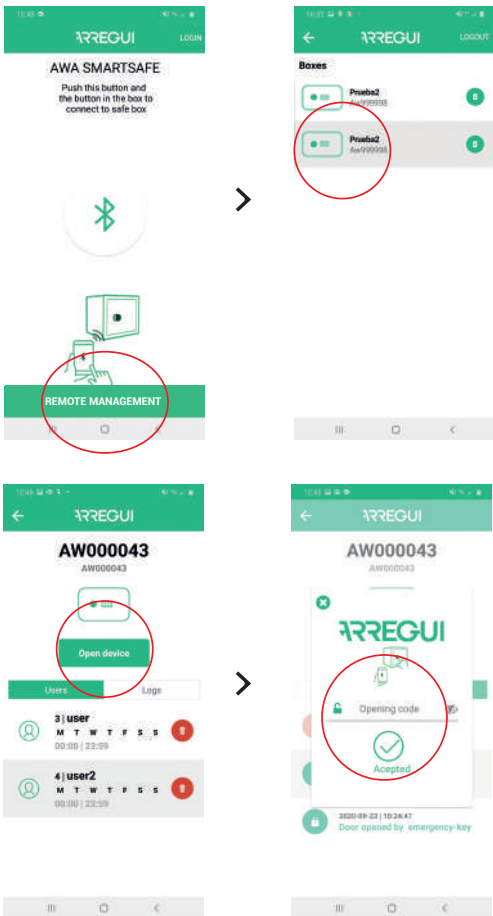 ARREGUI
LOGIN
AWA SMARTSAFE
Push this button and
the button in the box to
connect to safe box
REMOTE MANAGEMENT
ARREGUI
LOGOUT
Boxes
Prueba2
Aw999998
Prueba2
Aw999998
ARREGUI
AW000043
AW000043
Open device
Users
Logs
3 | user
M T W T F S S
00:00 | 23:59
4 | user2
M T W T F S S
00:00 | 23:59
ARREGUI
AW000043
AW000043
ARREGUI
Opening code
Acepted
2020-09-23 | 10:24:47
Door opened by emergency-key